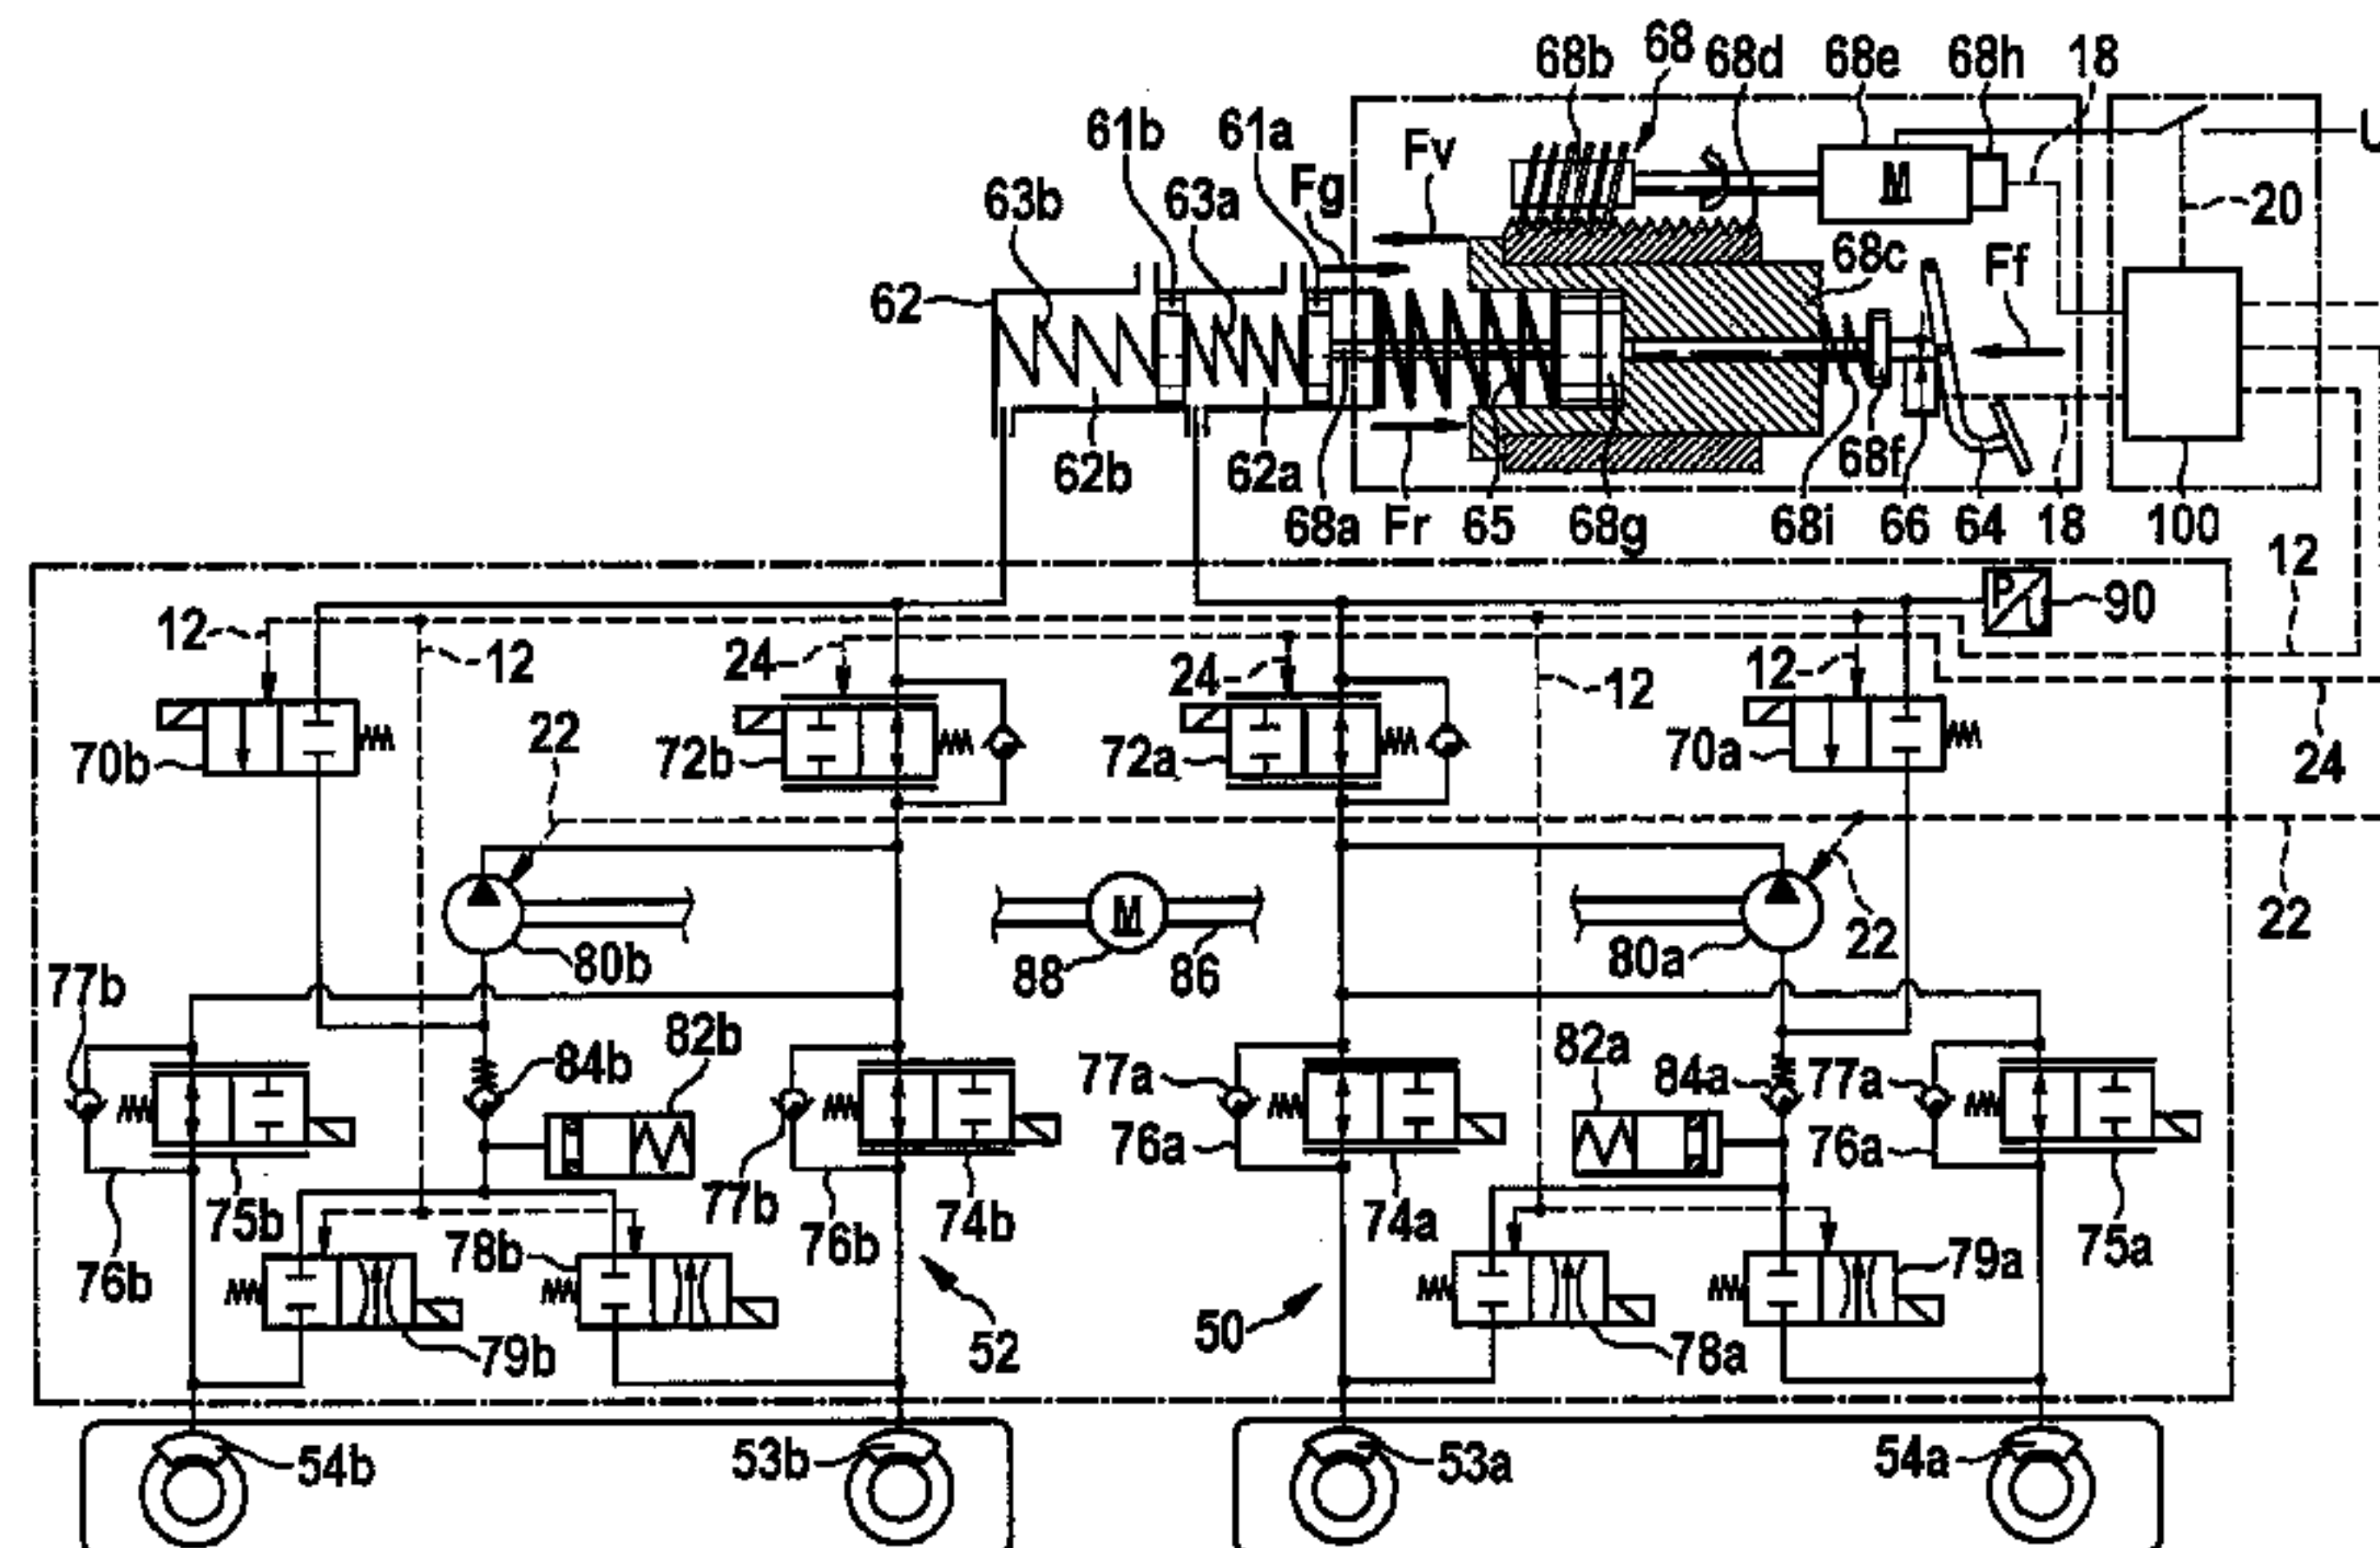 68b 68 68d 68e 68h 18
61b 61a Fv M U
63b 63a Fg 20
62 68c Ff
62b 62a 68f
68a Fr 65 68g 68i 66 64 18 100
12
12 12 24 24 12 12 P 90
12
70b 22 72b 72a 70a 24
M
80b 88 86 80a 22 22
77b 82b 82a
84b 77a 84a 77a
76a 76a
75b 77b 76b 74b 74a 75a
76b 78b 79a
79b 52 50 78a
54b 53b 53a 54a